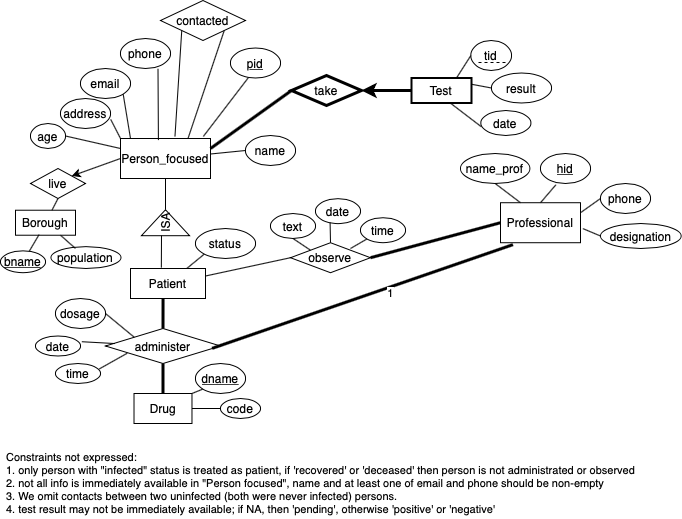 contacted
phone
pid
tid
email
take
Test
result
address
date
age
Person_focused
name
live
name_prof
hid
Borough
ISA
status
text
date
time
Professional
phone
designation
bname
population
observe
Patient
1
dosage
date
administer
time
dname
Drug
code
Constraints not expressed:
1. only person with "infected" status is treated as patient, if 'recovered' or 'deceased' then person is not administrated or observed
2. not all info is immediately available in "Person focused", name and at least one of email and phone should be non-empty
3. We omit contacts between two uninfected (both were never infected) persons.
4. test result may not be immediately available; if NA, then 'pending', otherwise 'positive' or 'negative'